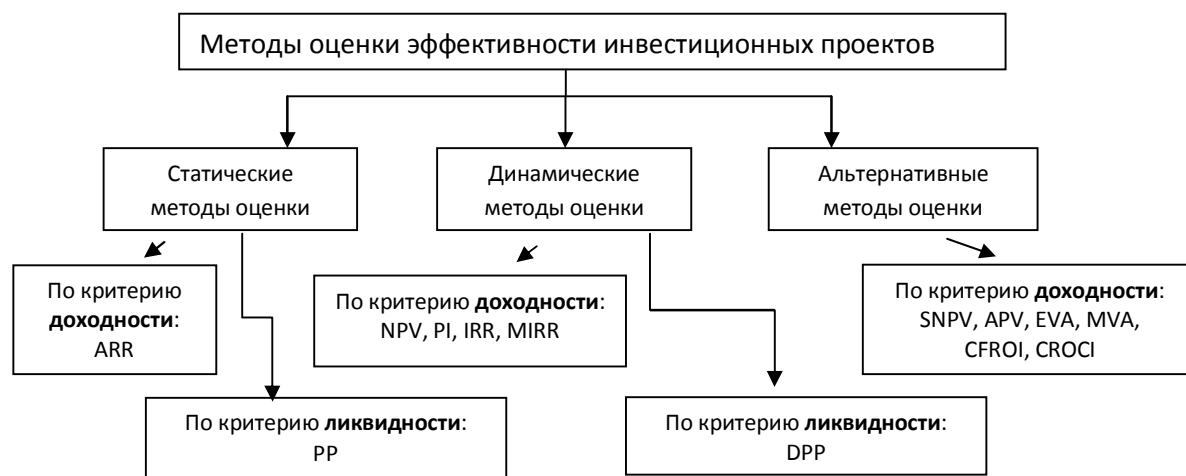 Методы оценки эффективности инвестиционных проектов
Статические
методы оценки
Динамические
методы оценки
Альтернативные
методы оценки
По критерию
доходности:
ARR
По критерию доходности:
NPV, PI, IRR, MIRR
По критерию доходности:
SNPV, APV, EVA, MVA,
CFROI, CROCI
По критерию ликвидности:
PP
По критерию ликвидности:
DPP